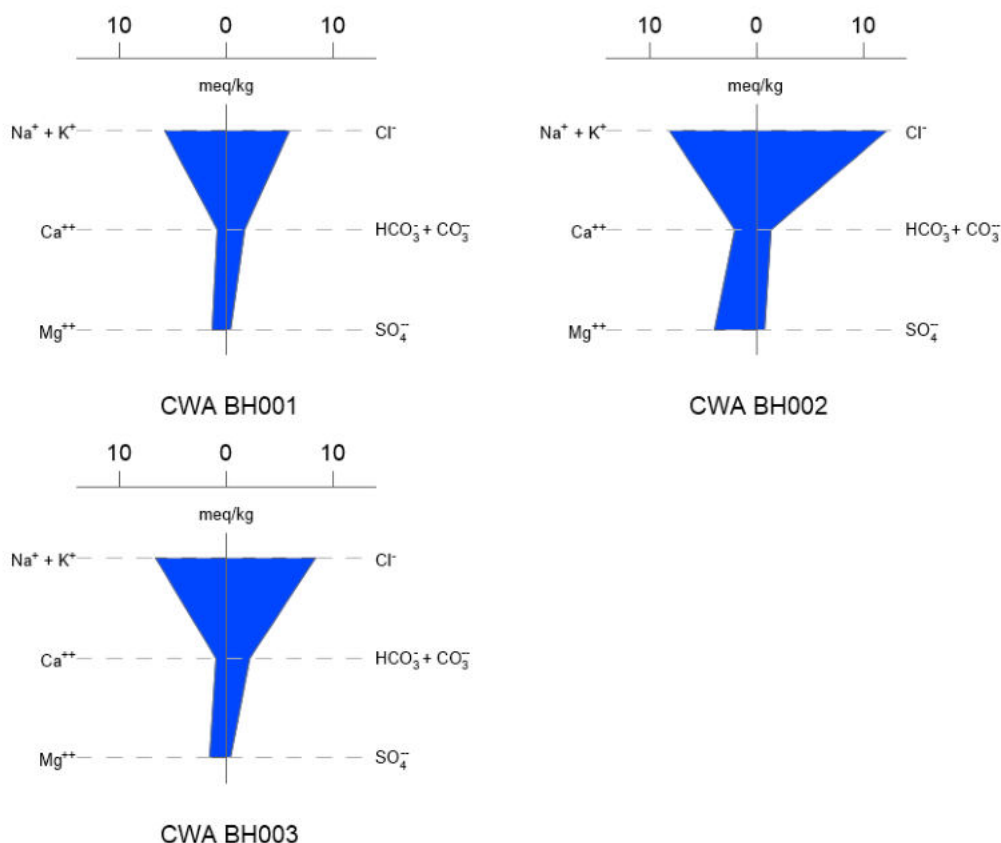 10 0 10
meq/kg
Na⁺ + K⁺ Cl⁻
Ca⁺⁺ HCO₃⁻ + CO₃⁻⁻
Mg⁺⁺ SO₄⁻⁻
CWA BH001
10 0 10
meq/kg
Na⁺ + K⁺ Cl⁻
Ca⁺⁺ HCO₃⁻ + CO₃⁻⁻
Mg⁺⁺ SO₄⁻⁻
CWA BH002
10 0 10
meq/kg
Na⁺ + K⁺ Cl⁻
Ca⁺⁺ HCO₃⁻ + CO₃⁻⁻
Mg⁺⁺ SO₄⁻⁻
CWA BH003